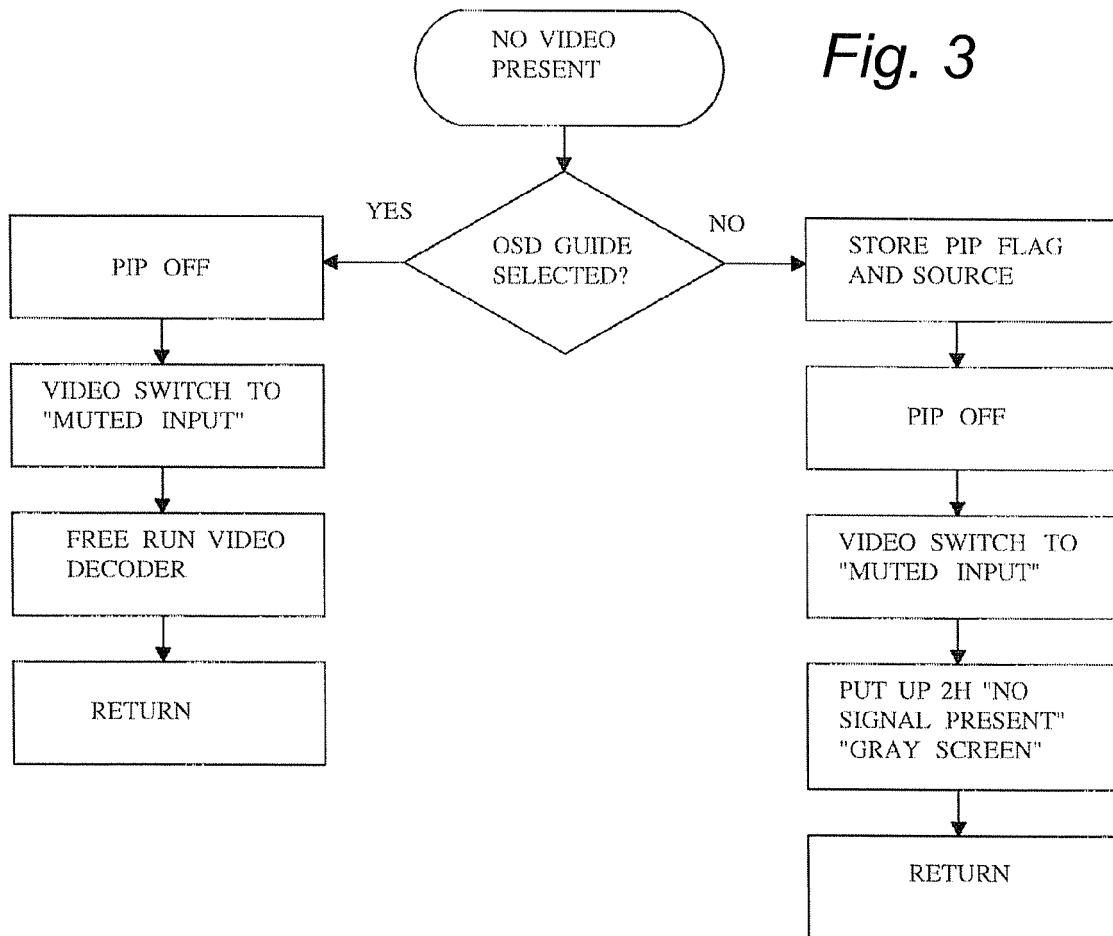 NO VIDEO
PRESENT
Fig. 3
YES
OSD GUIDE
SELECTED?
NO
PIP OFF
VIDEO SWITCH TO
"MUTED INPUT"
FREE RUN VIDEO
DECODER
RETURN
STORE PIP FLAG
AND SOURCE
PIP OFF
VIDEO SWITCH TO
"MUTED INPUT"
PUT UP 2H "NO
SIGNAL PRESENT"
"GRAY SCREEN"
RETURN